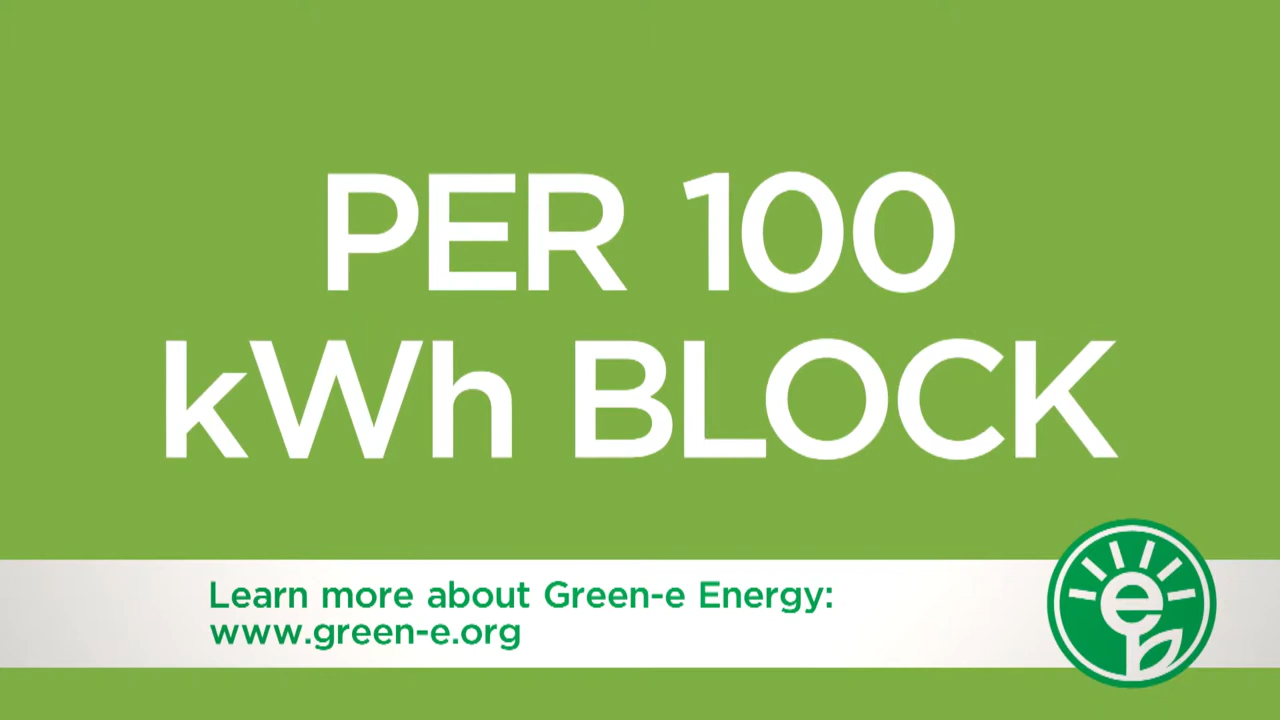 PER 100
kWh BLOCK
Learn more about Green-e Energy:
www.green-e.org
e